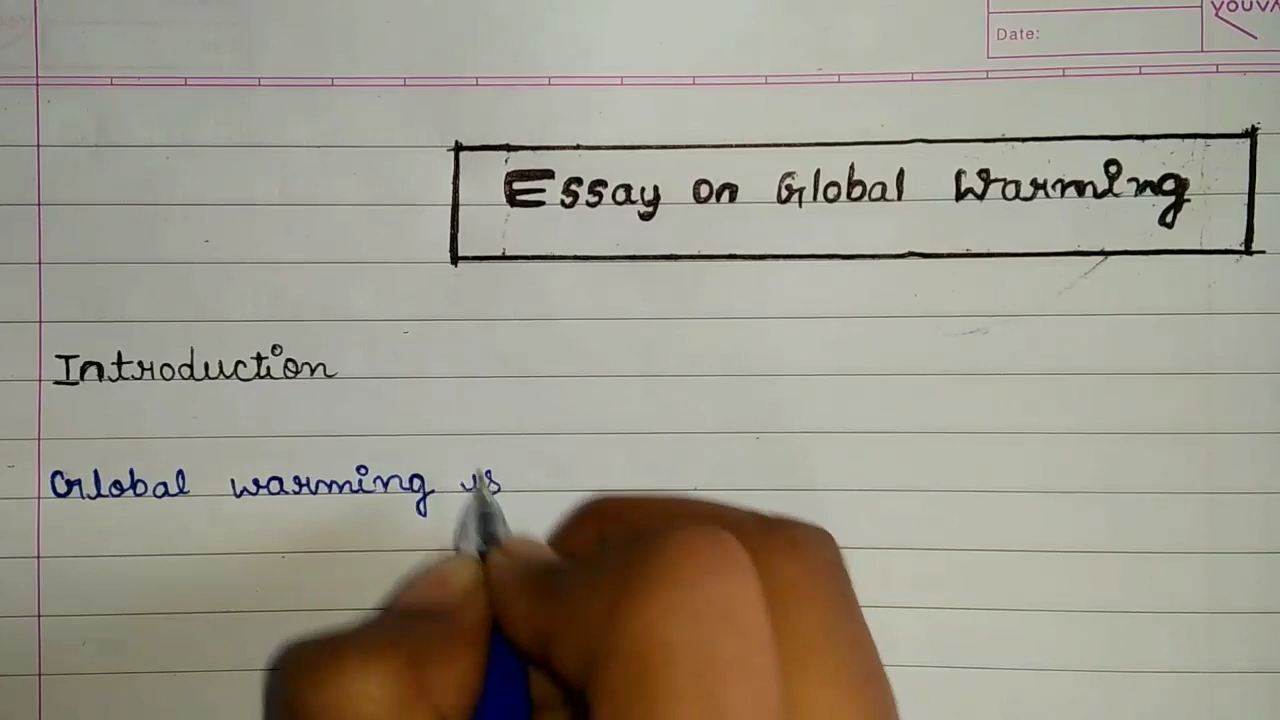 Date:
Essay on Global Warming
Introduction
Global warming is